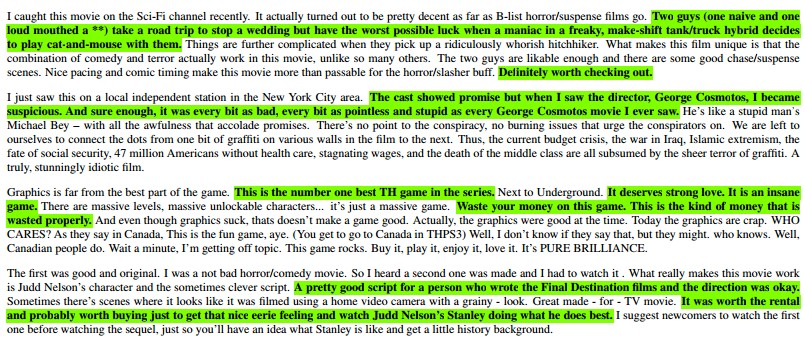 I caught this movie on the Sci-Fi channel recently. It actually turned out to be pretty decent as far as B-list horror/suspense films go. Two guys (one naive and one
loud mouthed a **) take a road trip to stop a wedding but have the worst possible luck when a maniac in a freaky, make-shift tank/truck hybrid decides
to play cat-and-mouse with them. Things are further complicated when they pick up a ridiculously whorish hitchhiker. What makes this film unique is that the
combination of comedy and terror actually work in this movie, unlike so many others. The two guys are likable enough and there are some good chase/suspense
scenes. Nice pacing and comic timing make this movie more than passable for the horror/slasher buff. Definitely worth checking out.
I just saw this on a local independent station in the New York City area. The cast showed promise but when I saw the director, George Cosmotos, I became
suspicious. And sure enough, it was every bit as bad, every bit as pointless and stupid as every George Cosmotos movie I ever saw. He's like a stupid man's
Michael Bey – with all the awfulness that accolade promises. There's no point to the conspiracy, no burning issues that urge the conspirators on. We are left to
ourselves to connect the dots from one bit of graffiti on various walls in the film to the next. Thus, the current budget crisis, the war in Iraq, Islamic extremism, the
fate of social security, 47 million Americans without health care, stagnating wages, and the death of the middle class are all subsumed by the sheer terror of graffiti. A
truly, stunningly idiotic film.
Graphics is far from the best part of the game. This is the number one best TH game in the series. Next to Underground. It deserves strong love. It is an insane
game. There are massive levels, massive unlockable characters... it's just a massive game. Waste your money on this game. This is the kind of money that is
wasted properly. And even though graphics suck, thats doesn't make a game good. Actually, the graphics were good at the time. Today the graphics are crap. WHO
CARES? As they say in Canada, This is the fun game, aye. (You get to go to Canada in THPS3) Well, I don't know if they say that, but they might. who knows. Well,
Canadian people do. Wait a minute, I'm getting off topic. This game rocks. Buy it, play it, enjoy it, love it. It's PURE BRILLIANCE.
The first was good and original. I was a not bad horror/comedy movie. So I heard a second one was made and I had to watch it . What really makes this movie work
is Judd Nelson's character and the sometimes clever script. A pretty good script for a person who wrote the Final Destination films and the direction was okay.
Sometimes there's scenes where it looks like it was filmed using a home video camera with a grainy - look. Great made - for - TV movie. It was worth the rental
and probably worth buying just to get that nice eerie feeling and watch Judd Nelson's Stanley doing what he does best. I suggest newcomers to watch the first
one before watching the sequel, just so you'll have an idea what Stanley is like and get a little history background.